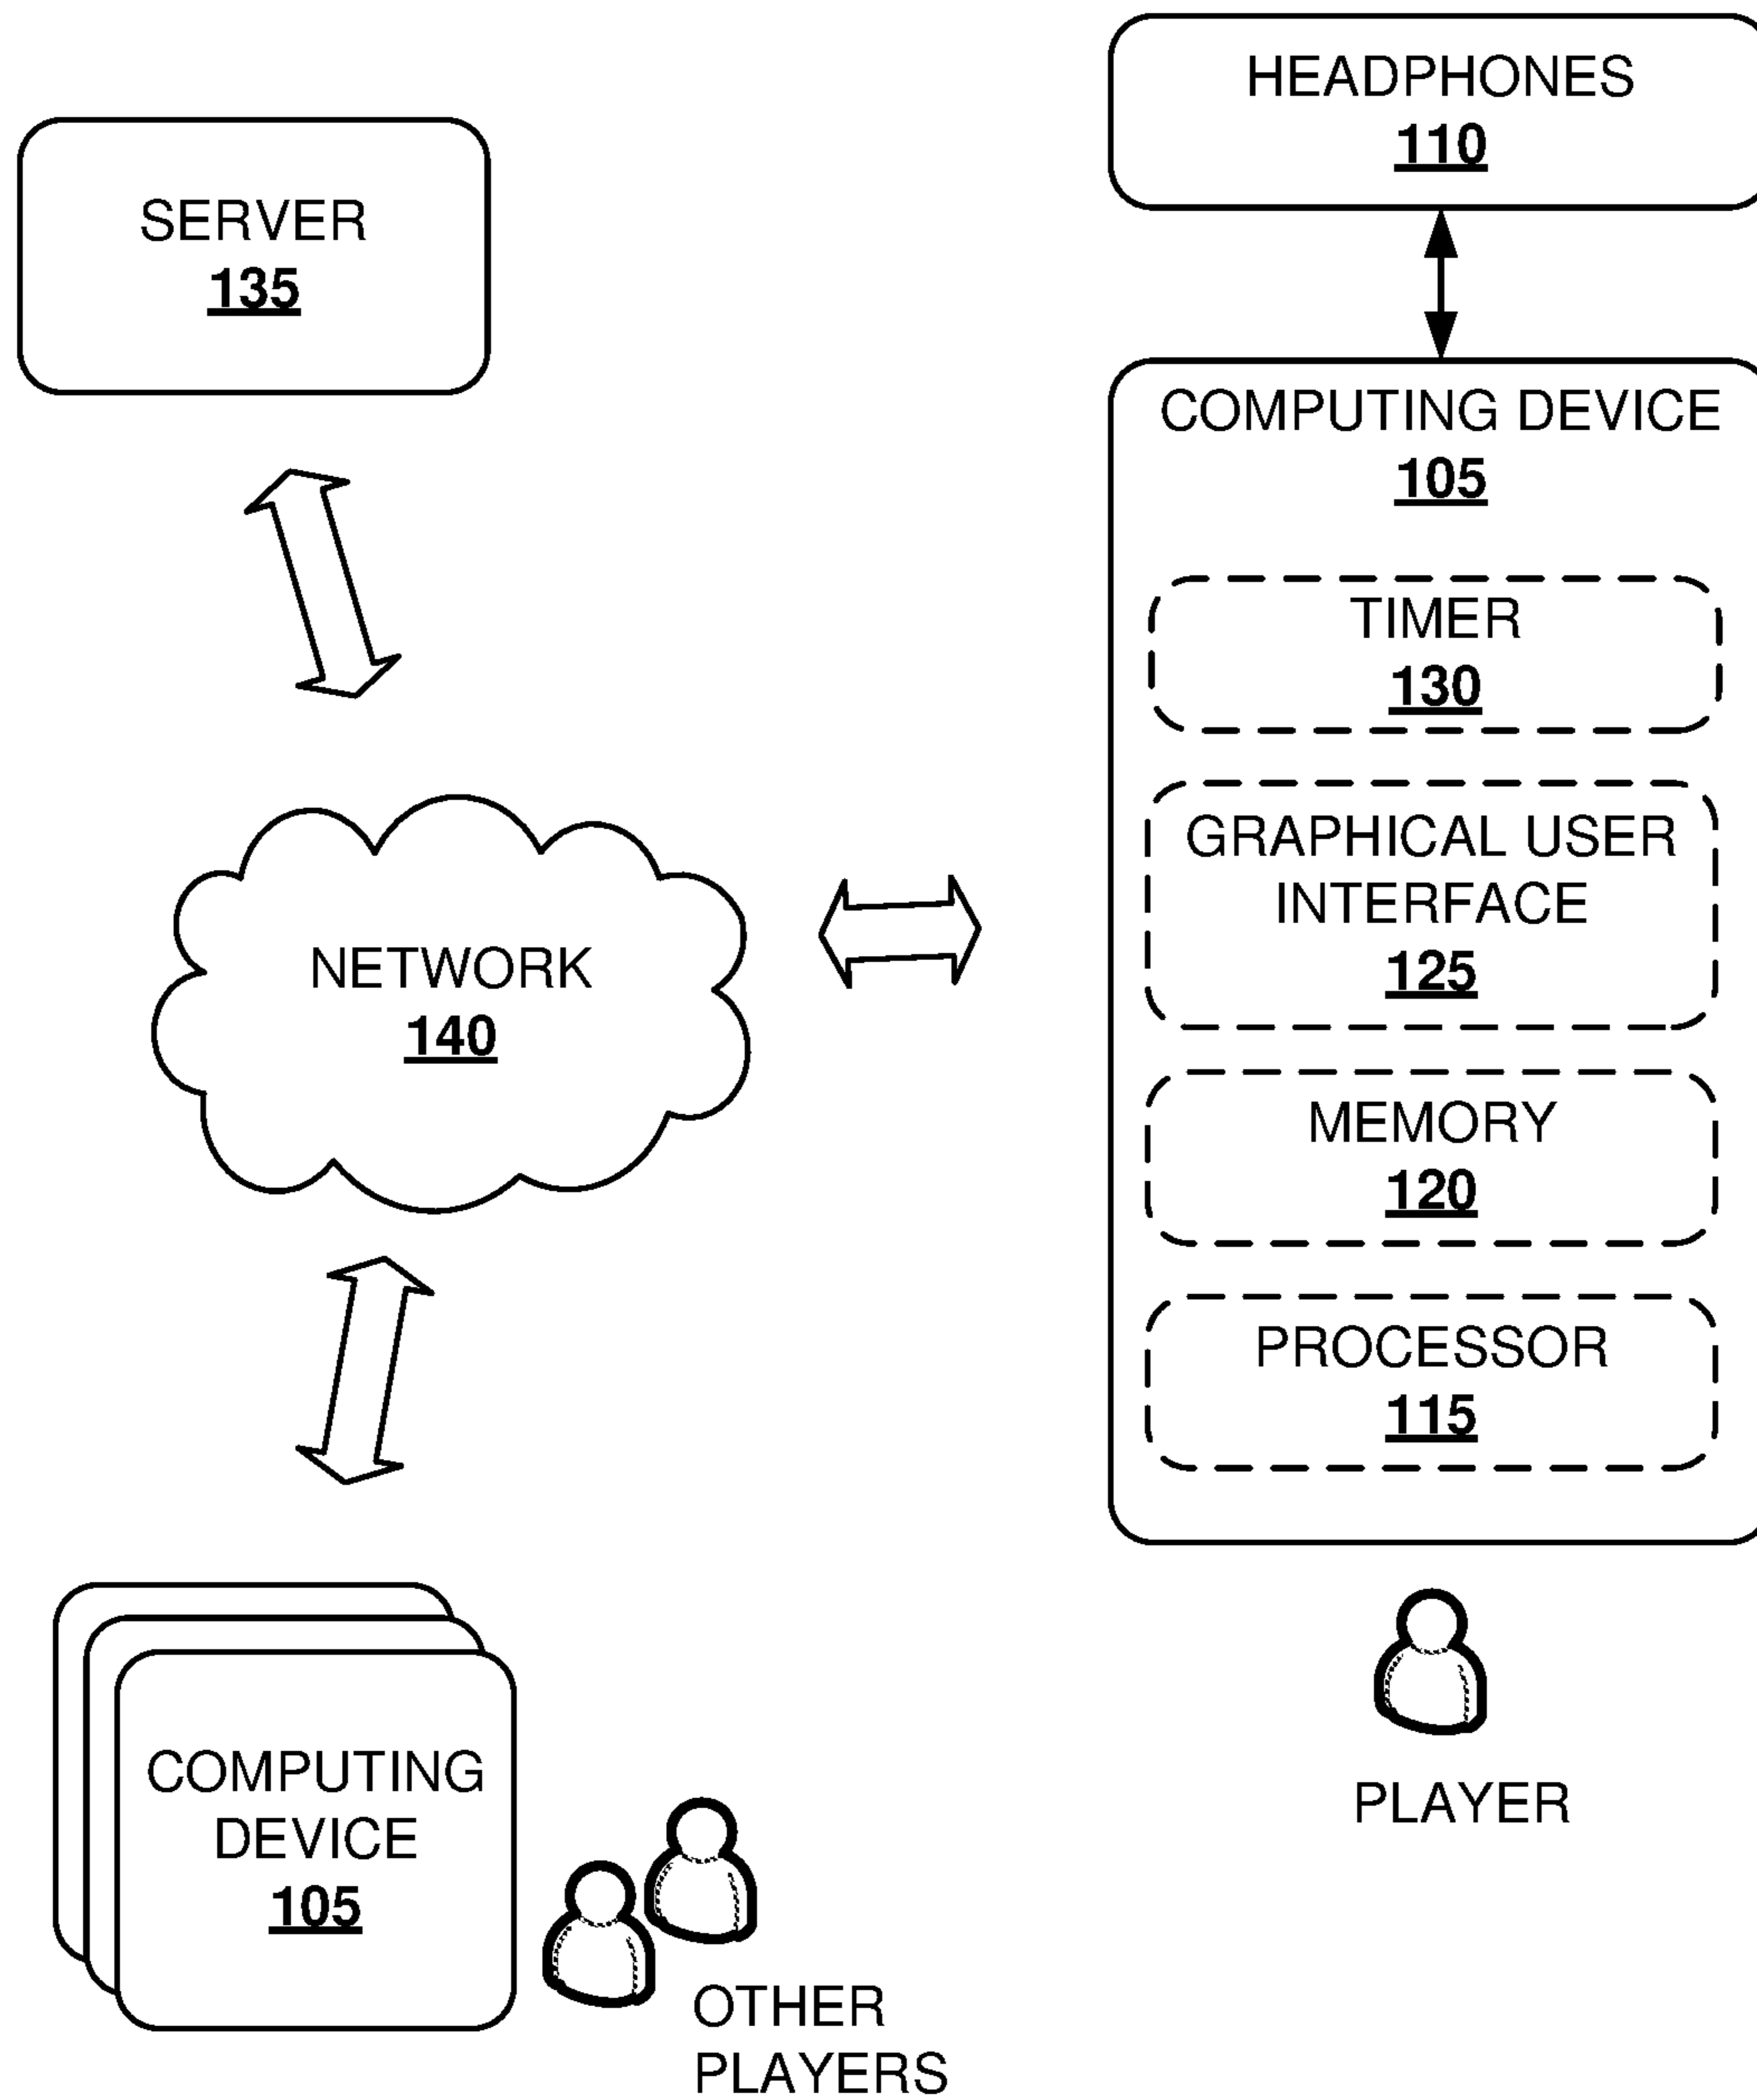 HEADPHONES
110
SERVER
135
COMPUTING DEVICE
105
TIMER
130
GRAPHICAL USER
INTERFACE
125
NETWORK
140
MEMORY
120
PROCESSOR
115
PLAYER
COMPUTING
DEVICE
105
OTHER
PLAYERS